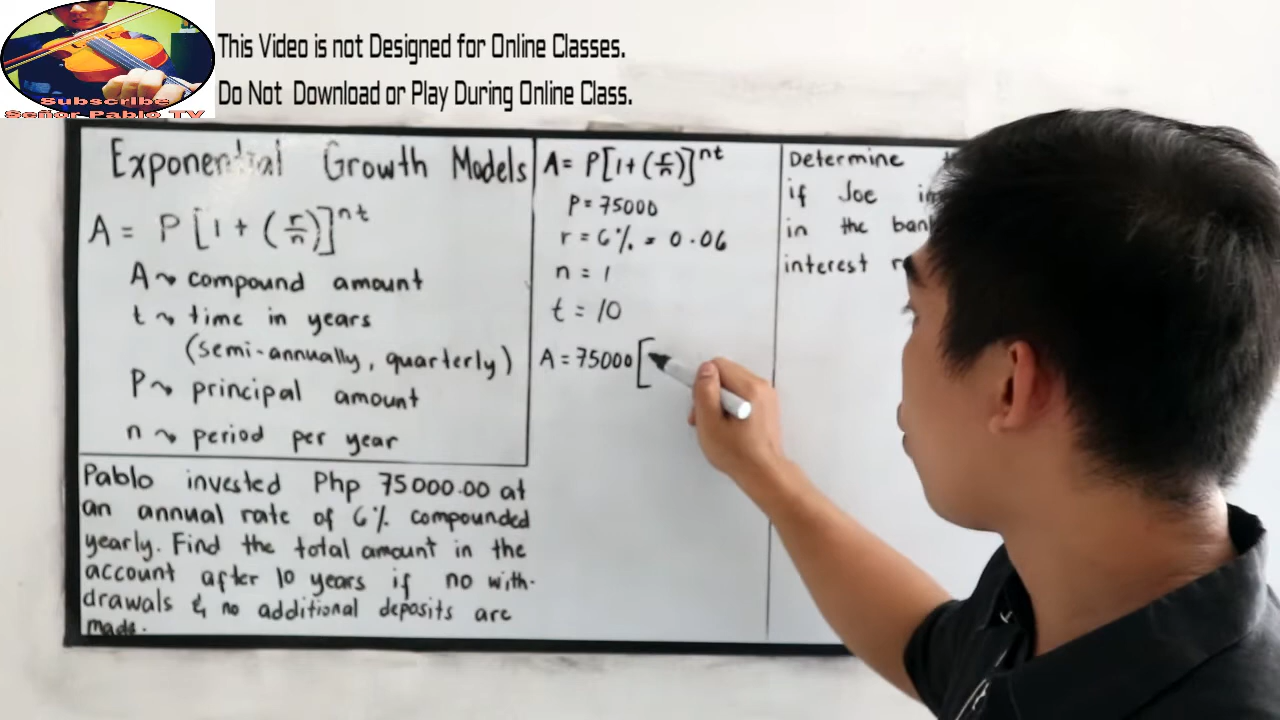 This Video is not Designed for Online Classes.
Do Not Download or Play During Online Class.
Subscribe
Señor Pablo TV
Exponential Growth Models
A = P [1 + (r/n)]^nt
A ~ compound amount
t ~ time in years
(semi-annually, quarterly)
P ~ principal amount
n ~ period per year
Pablo invested Php 75000.00 at
an annual rate of 6% compounded
yearly. Find the total amount in the
account after 10 years if no with-
drawals & no additional deposits are
made.
A = P[1+(r/n)]^nt
P = 75000
r = 6% = 0.06
n = 1
t = 10
A = 75000 [
Determine
if Joe
in the
interest